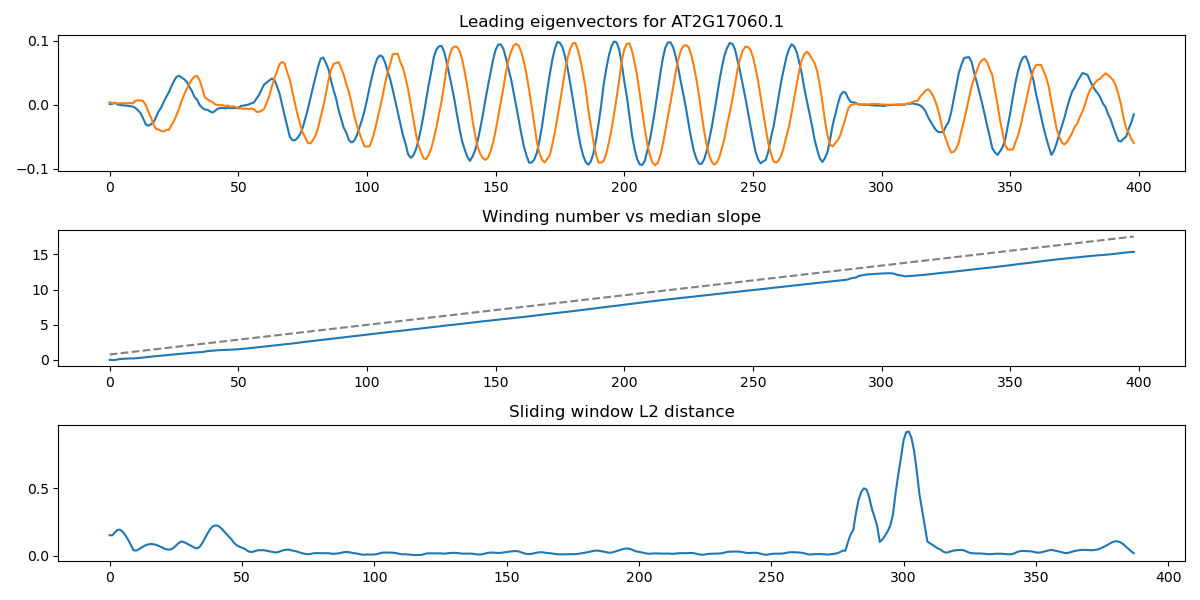 Leading eigenvectors for AT2G17060.1
0.1
0.0
−0.1
0 50 100 150 200 250 300 350 400
Winding number vs median slope
15
10
5
0
0 50 100 150 200 250 300 350 400
Sliding window L2 distance
0.5
0.0
0 50 100 150 200 250 300 350 400